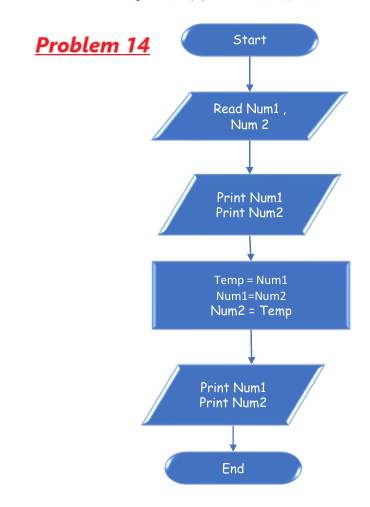 Problem 14
Start
Read Num1 ,
Num 2
Print Num1
Print Num2
Temp = Num1
Num1=Num2
Num2 = Temp
Print Num1
Print Num2
End